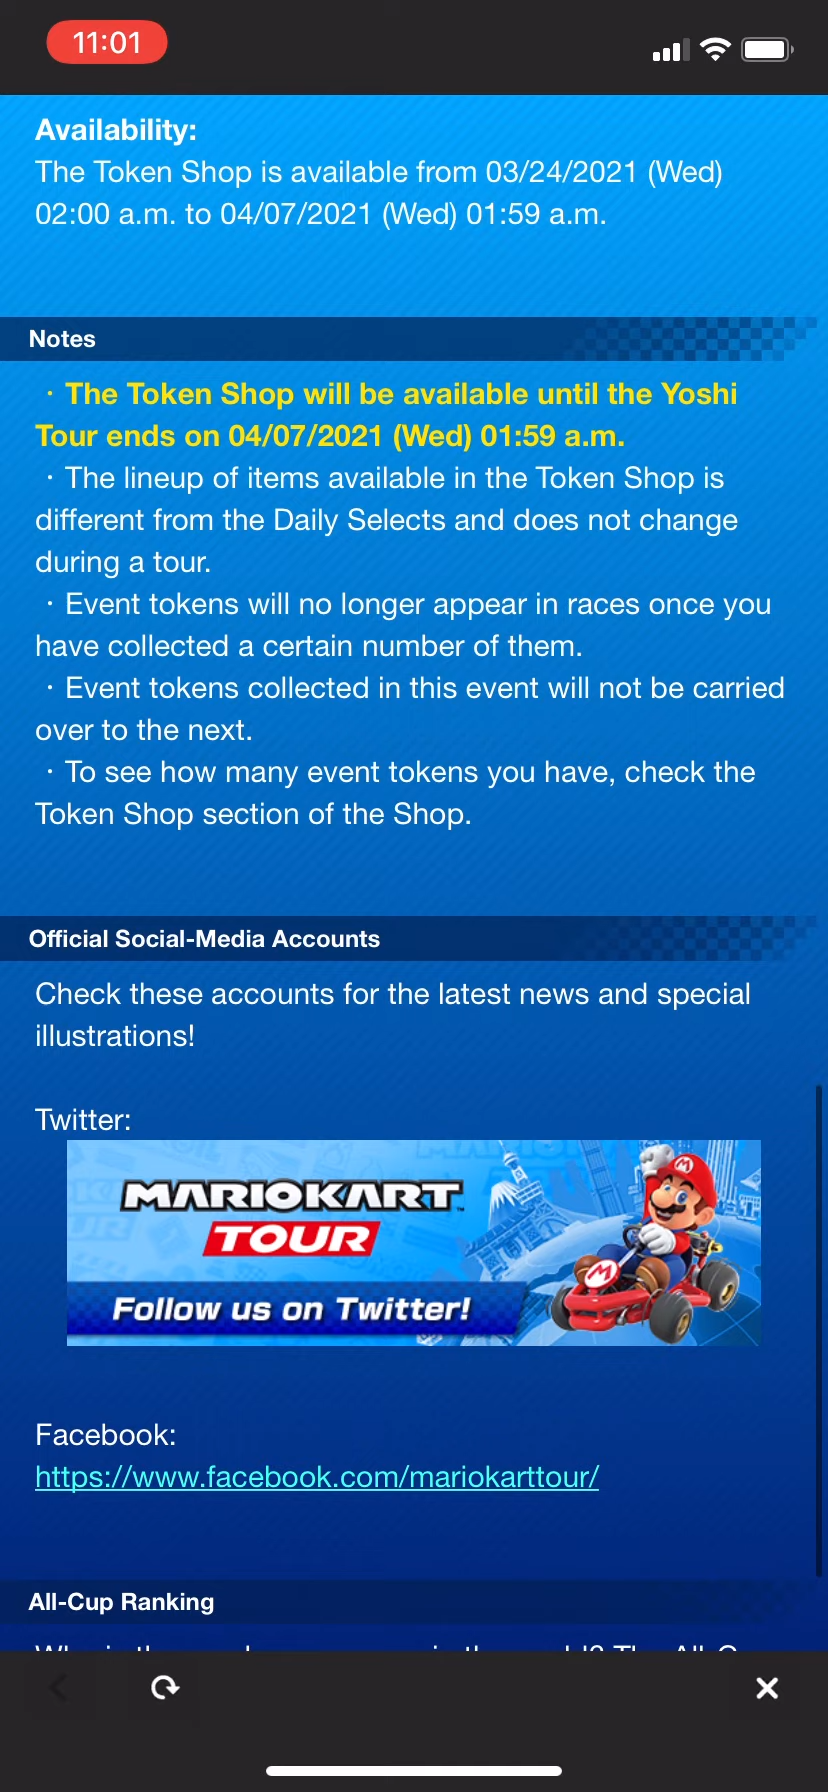 11:01
Availability:
The Token Shop is available from 03/24/2021 (Wed)
02:00 a.m. to 04/07/2021 (Wed) 01:59 a.m.
Notes
・The Token Shop will be available until the Yoshi
Tour ends on 04/07/2021 (Wed) 01:59 a.m.
・The lineup of items available in the Token Shop is
different from the Daily Selects and does not change
during a tour.
・Event tokens will no longer appear in races once you
have collected a certain number of them.
・Event tokens collected in this event will not be carried
over to the next.
・To see how many event tokens you have, check the
Token Shop section of the Shop.
Official Social-Media Accounts
Check these accounts for the latest news and special
illustrations!
Twitter:
MARIOKART
TOUR
Follow us on Twitter!
Facebook:
https://www.facebook.com/mariokarttour/
All-Cup Ranking